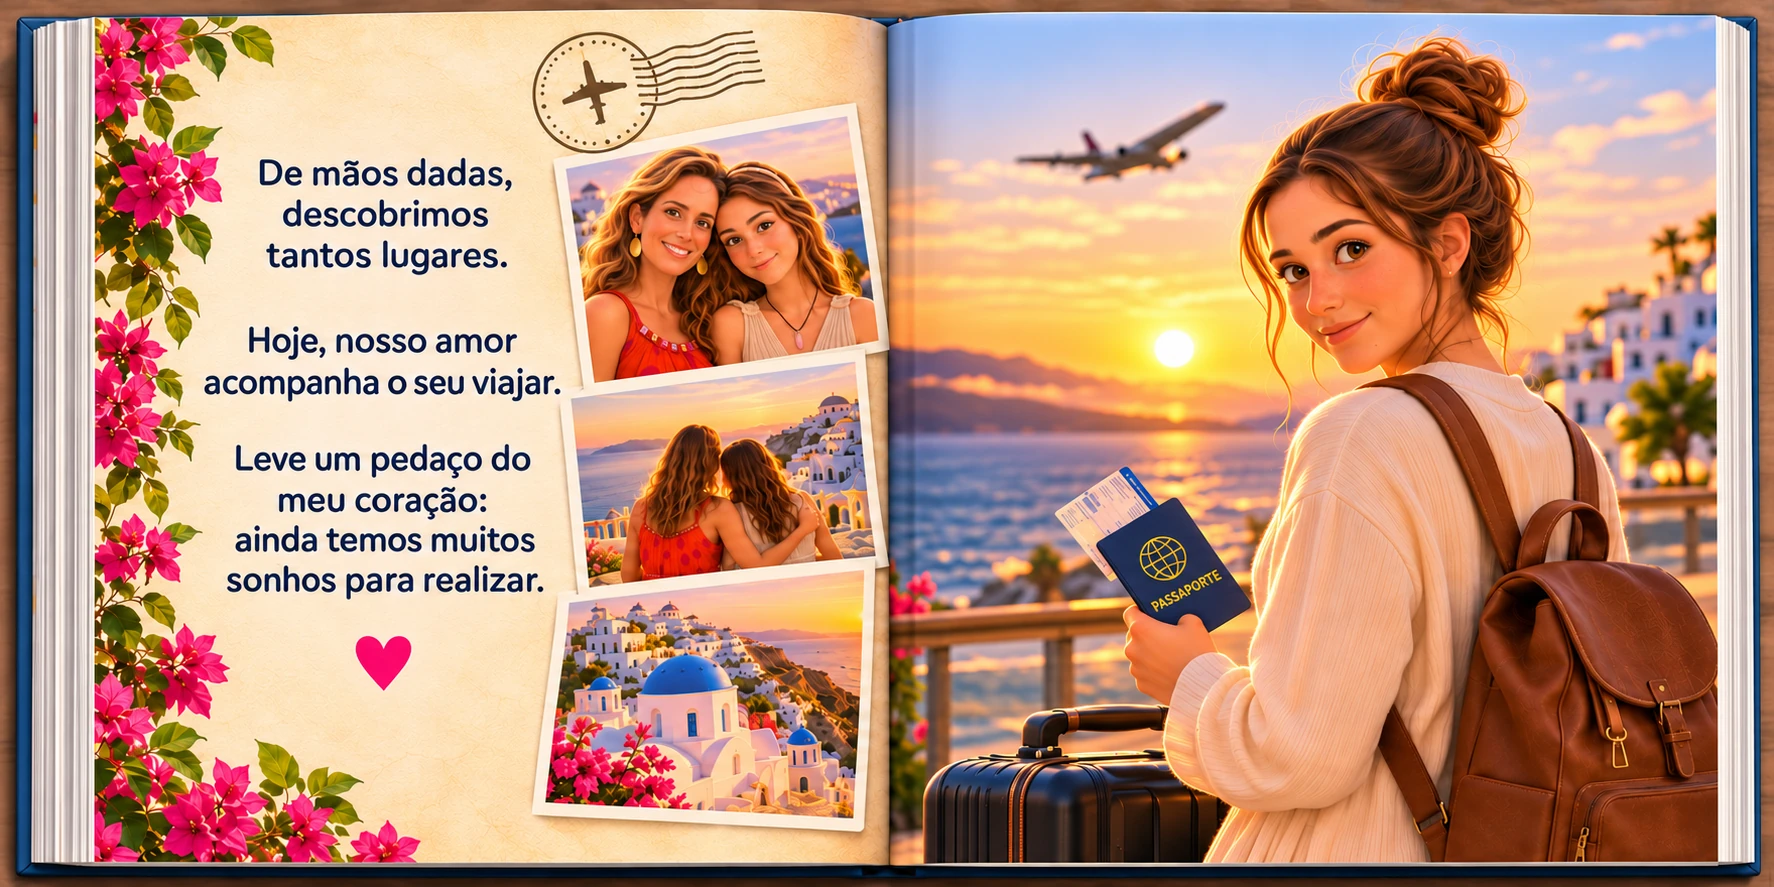 De mãos dadas,
descobrimos
tantos lugares.
Hoje, nosso amor
acompanha o seu viajar.
Leve um pedaço do
meu coração:
ainda temos muitos
sonhos para realizar.
PASSAPORTE